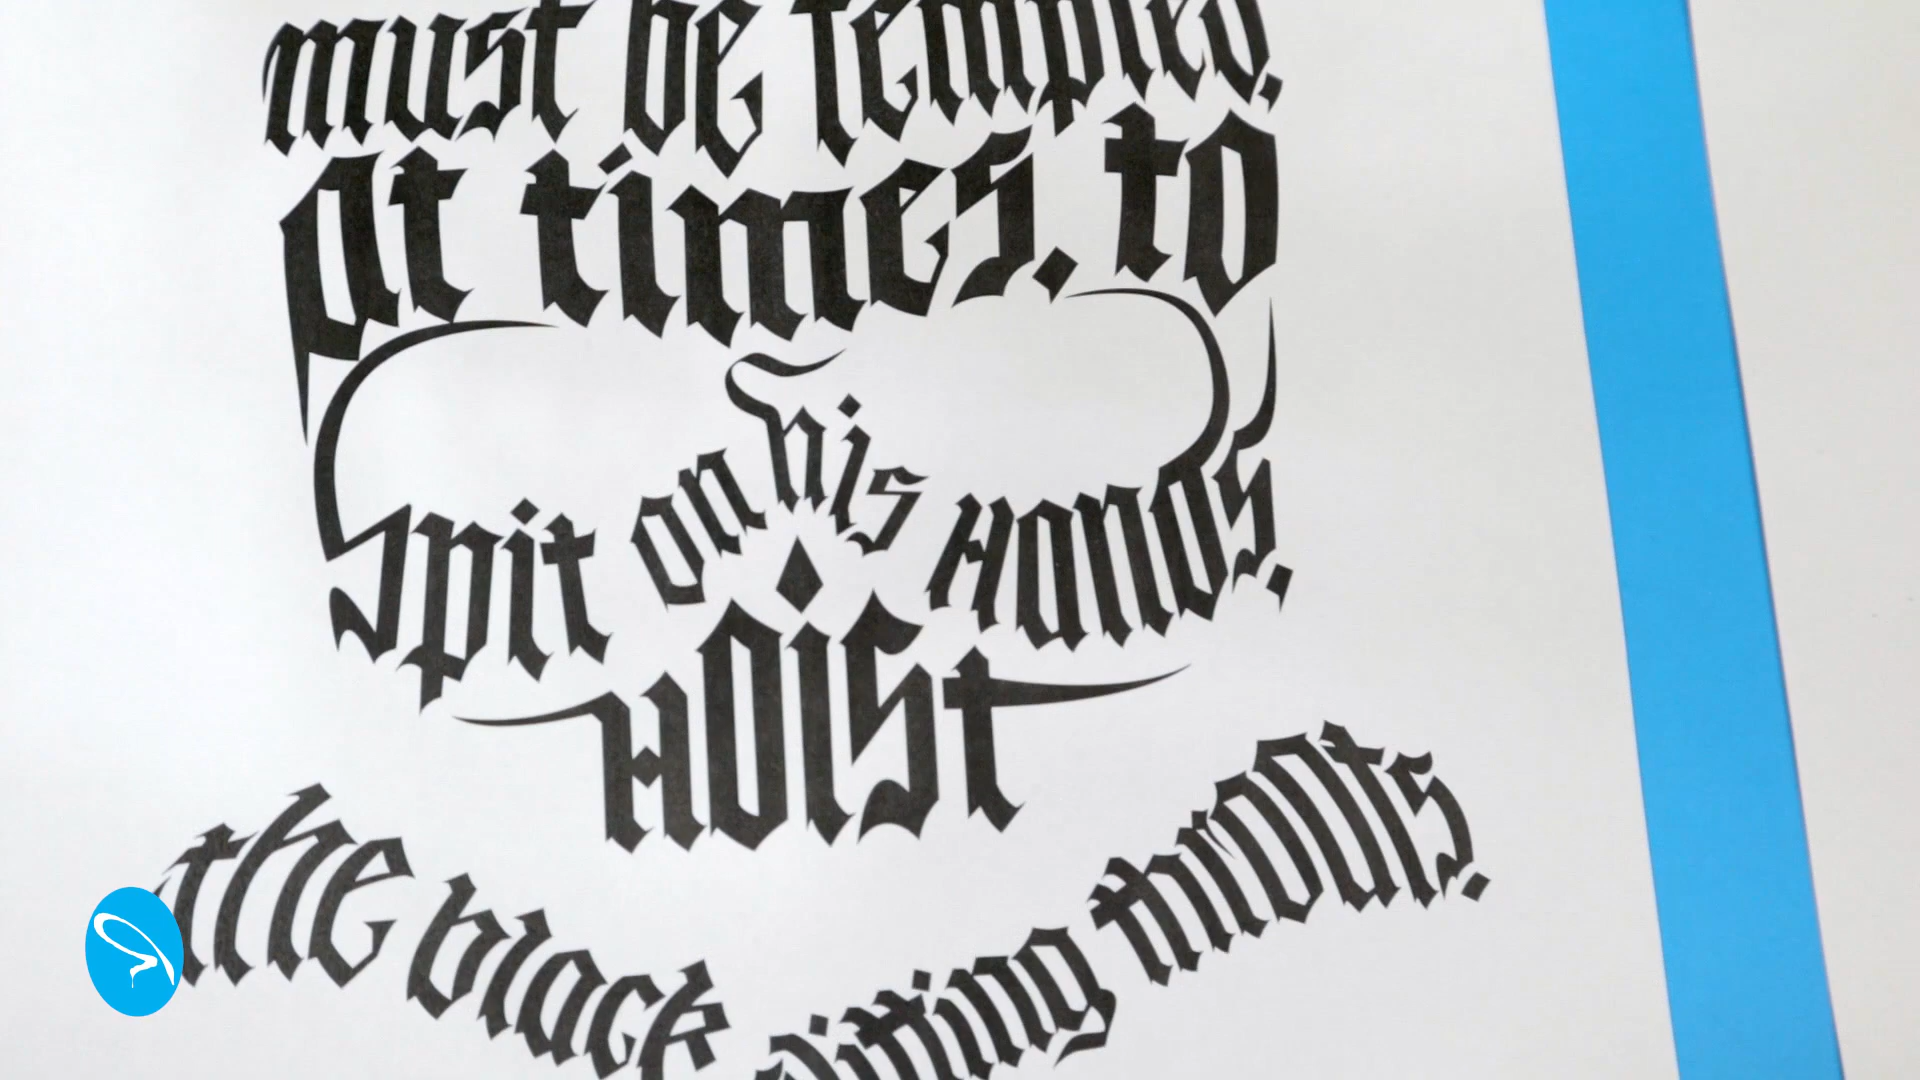 must be tempted,
at times, to
spit on his Hands,
HOIST
the black
throats.